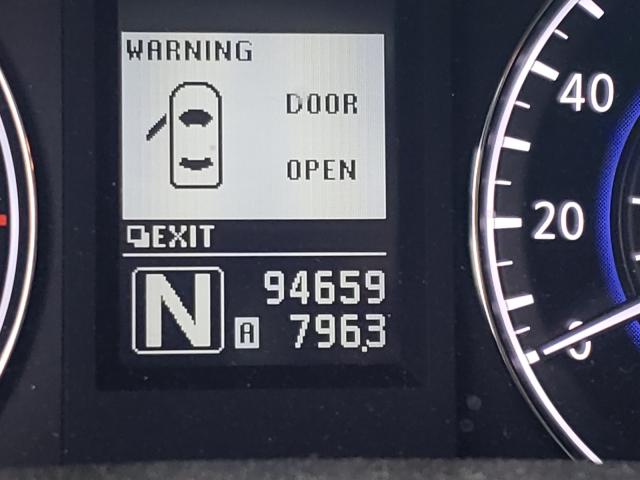 WARNING
DOOR
OPEN
EXIT
N
94659
A 796.3
40
20
0